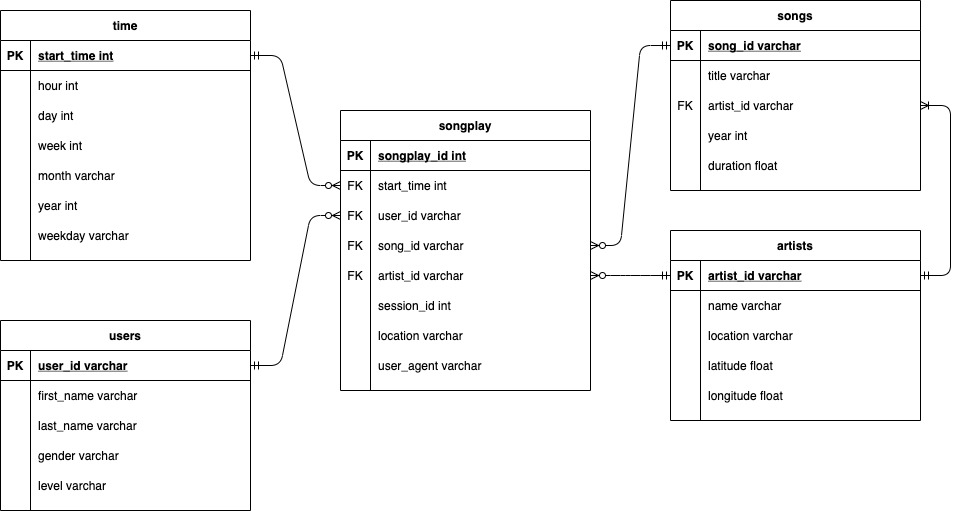 time
PK start_time int
hour int
day int
week int
month varchar
year int
weekday varchar
users
PK user_id varchar
first_name varchar
last_name varchar
gender varchar
level varchar
songplay
PK songplay_id int
FK start_time int
FK user_id varchar
FK song_id varchar
FK artist_id varchar
session_id int
location varchar
user_agent varchar
songs
PK song_id varchar
title varchar
FK artist_id varchar
year int
duration float
artists
PK artist_id varchar
name varchar
location varchar
latitude float
longitude float